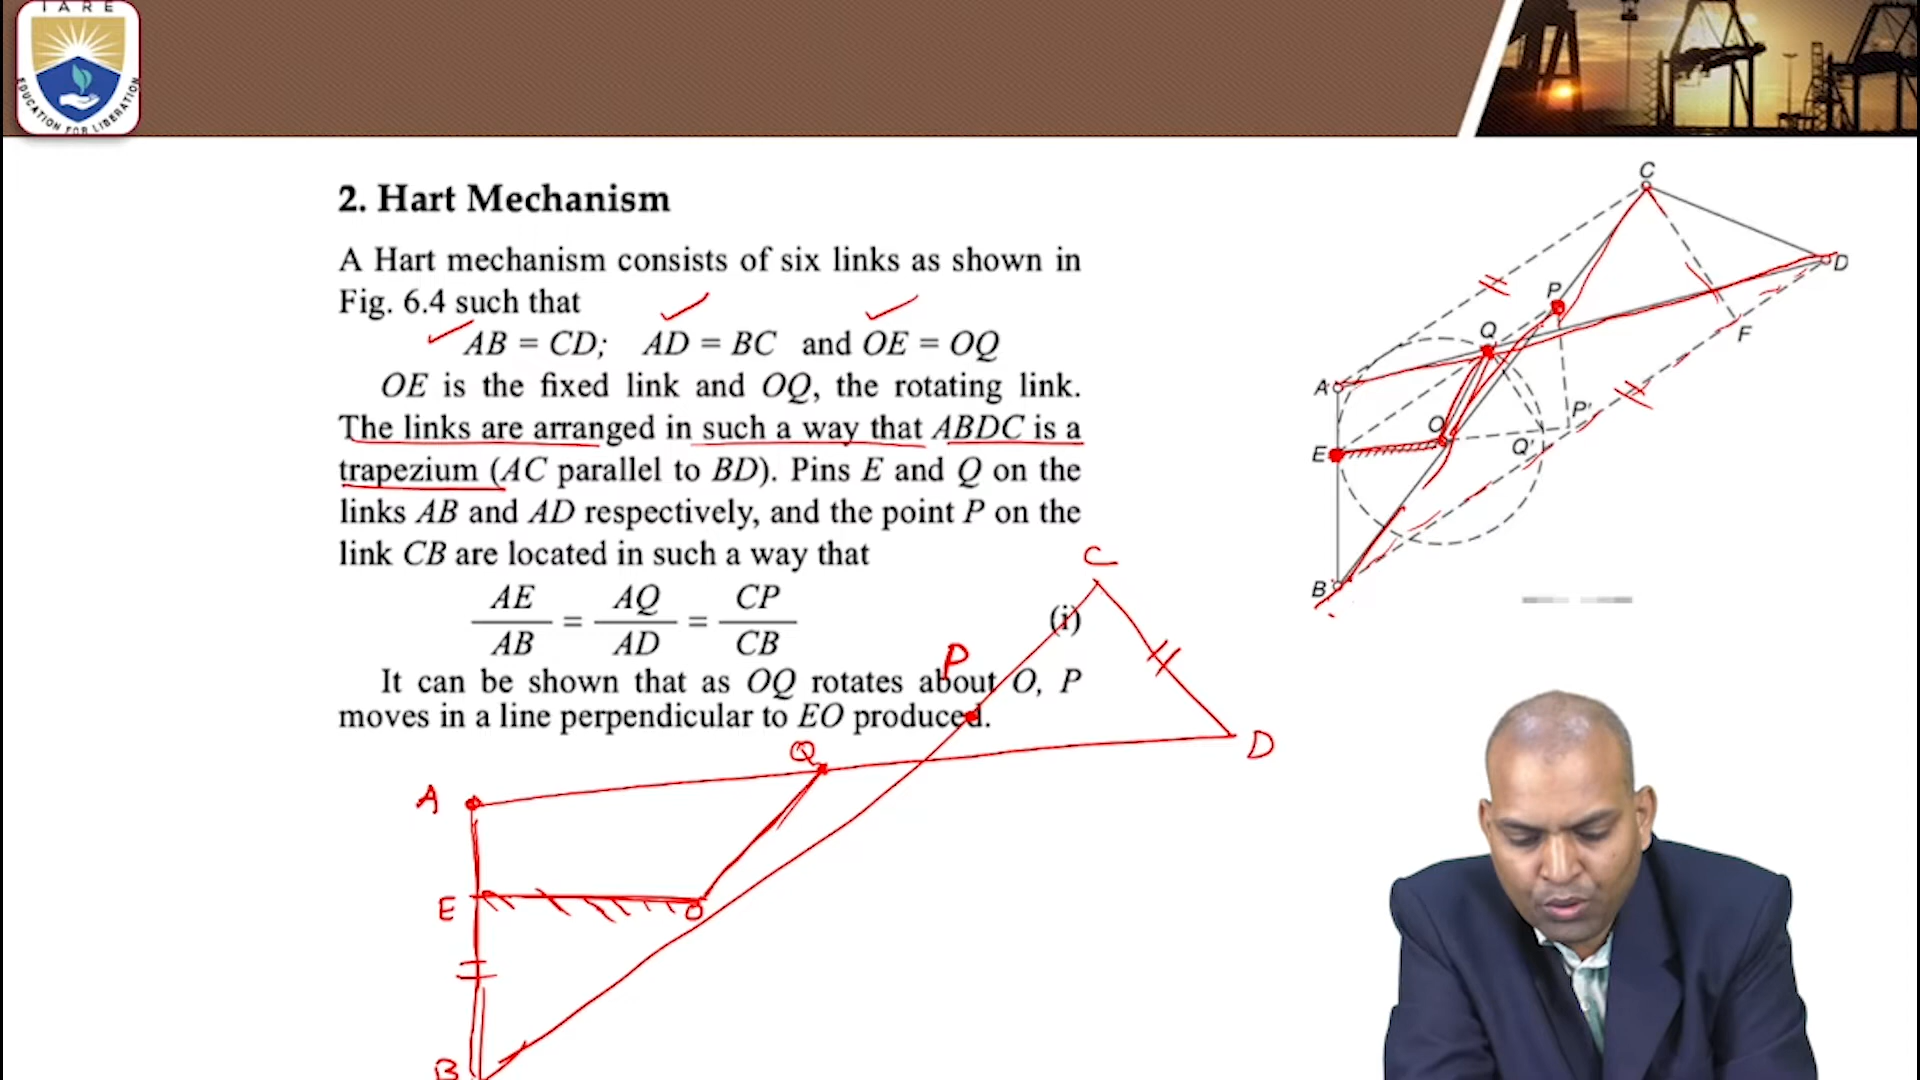 IARE
EDUCATION FOR LIBERATION
2. Hart Mechanism
A Hart mechanism consists of six links as shown in
Fig. 6.4 such that
AB = CD; AD = BC and OE = OQ
OE is the fixed link and OQ, the rotating link.
The links are arranged in such a way that ABDC is a
trapezium (AC parallel to BD). Pins E and Q on the
links AB and AD respectively, and the point P on the
link CB are located in such a way that
AE AQ CP
= =
AB AD CB
(i)
It can be shown that as OQ rotates about O, P
moves in a line perpendicular to EO produced.
C
D
P
Q
F
A
P'
O
Q'
E
B
C
P
Q
D
A
E
O
B